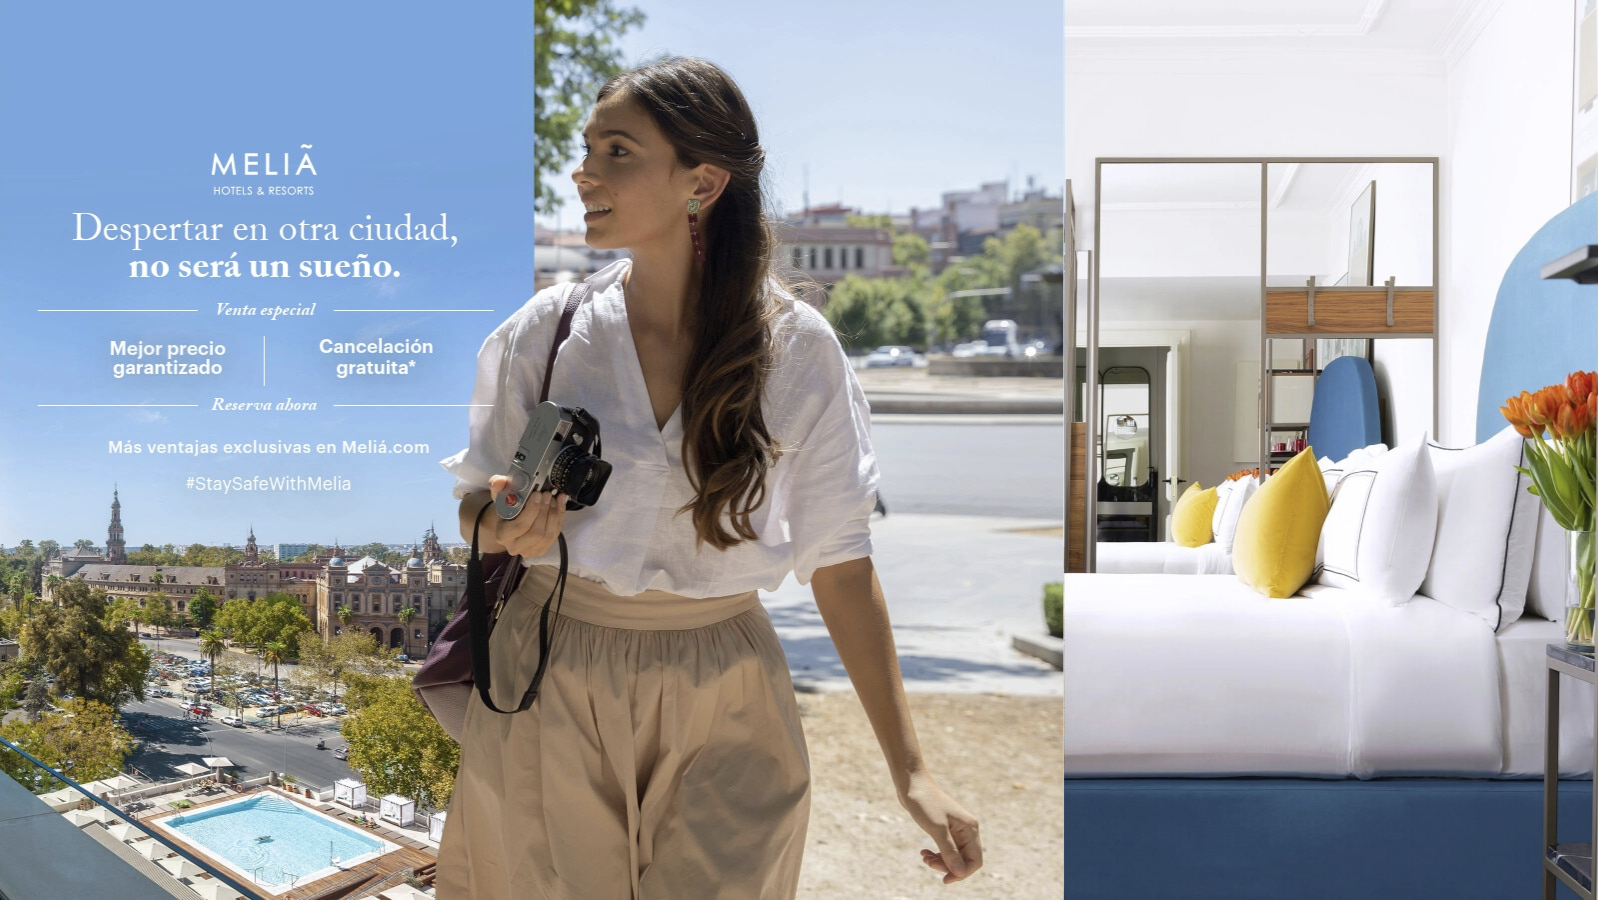 MELIÃ
HOTELS & RESORTS
Despertar en otra ciudad,
no será un sueño.
Venta especial
Mejor precio
garantizado
Cancelación
gratuita*
Reserva ahora
Más ventajas exclusivas en Meliá.com
#StaySafeWithMelia